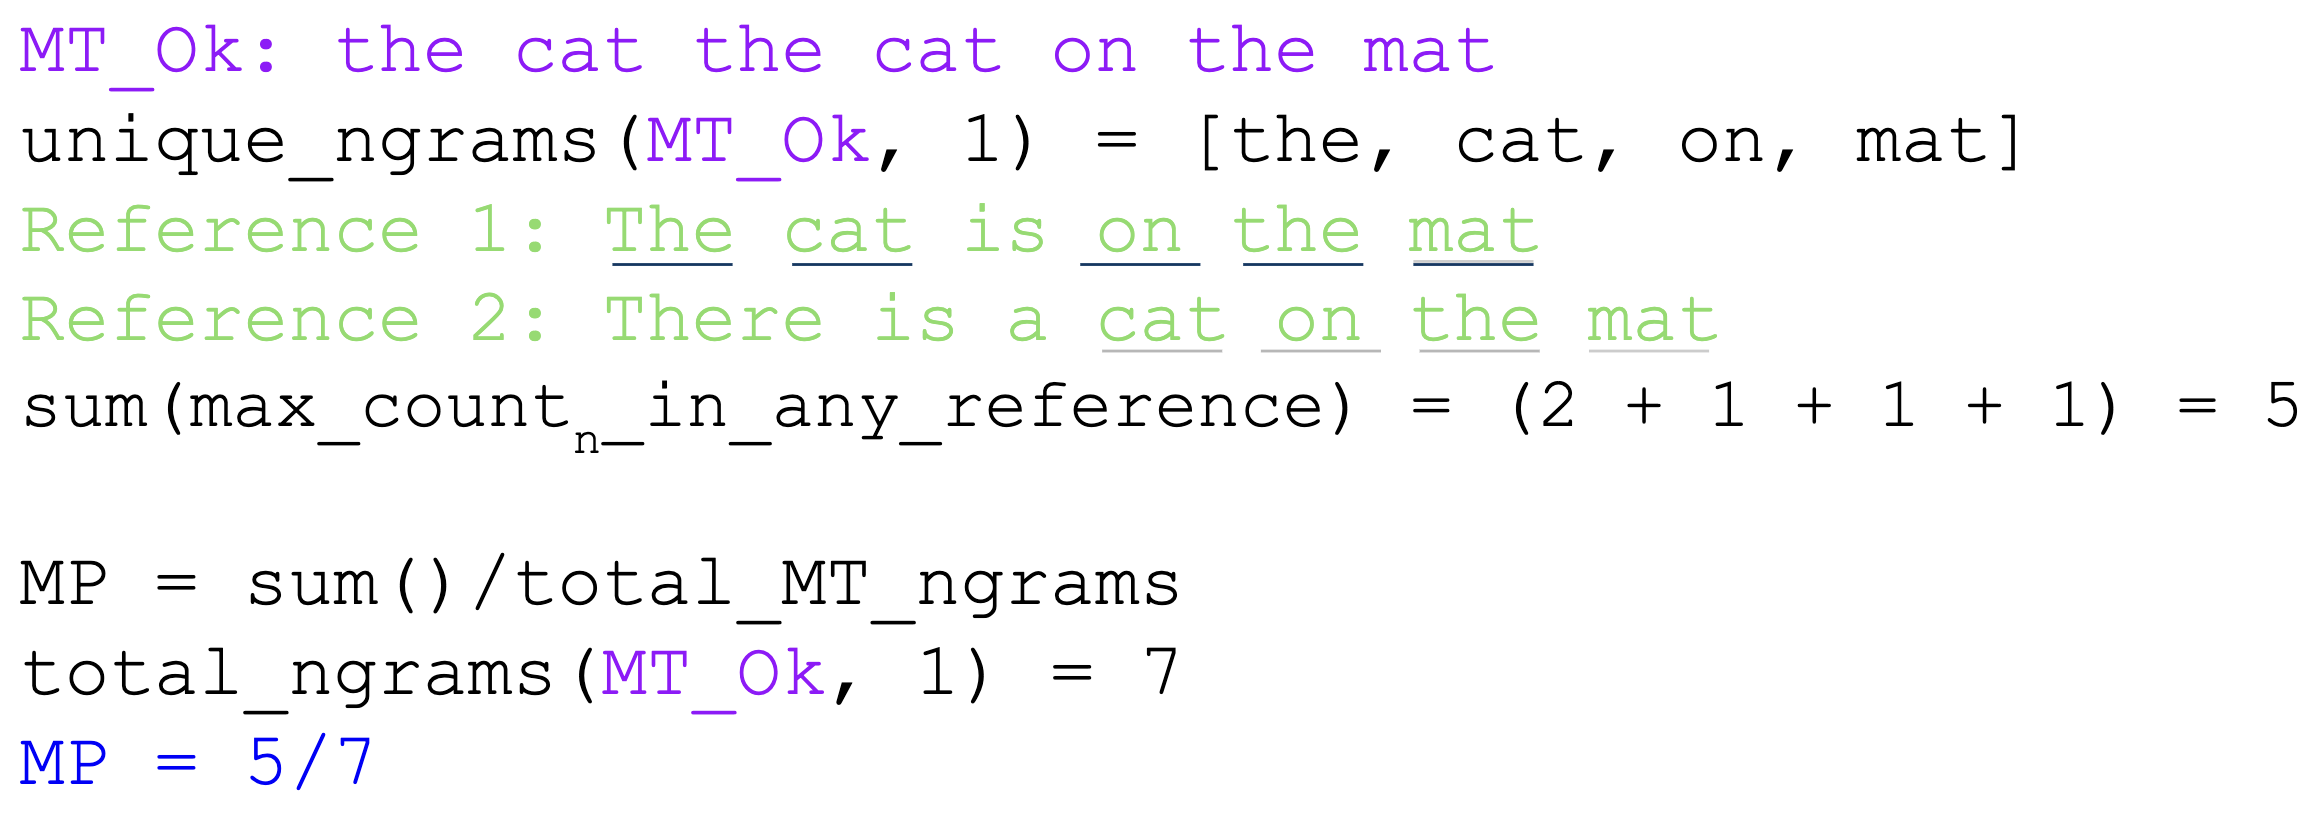 MT_Ok: the cat the cat on the mat
unique_ngrams(MT_Ok, 1) = [the, cat, on, mat]
Reference 1: The cat is on the mat
Reference 2: There is a cat on the mat
sum(max_countn_in_any_reference) = (2 + 1 + 1 + 1) = 5
MP = sum()/total_MT_ngrams
total_ngrams(MT_Ok, 1) = 7
MP = 5/7